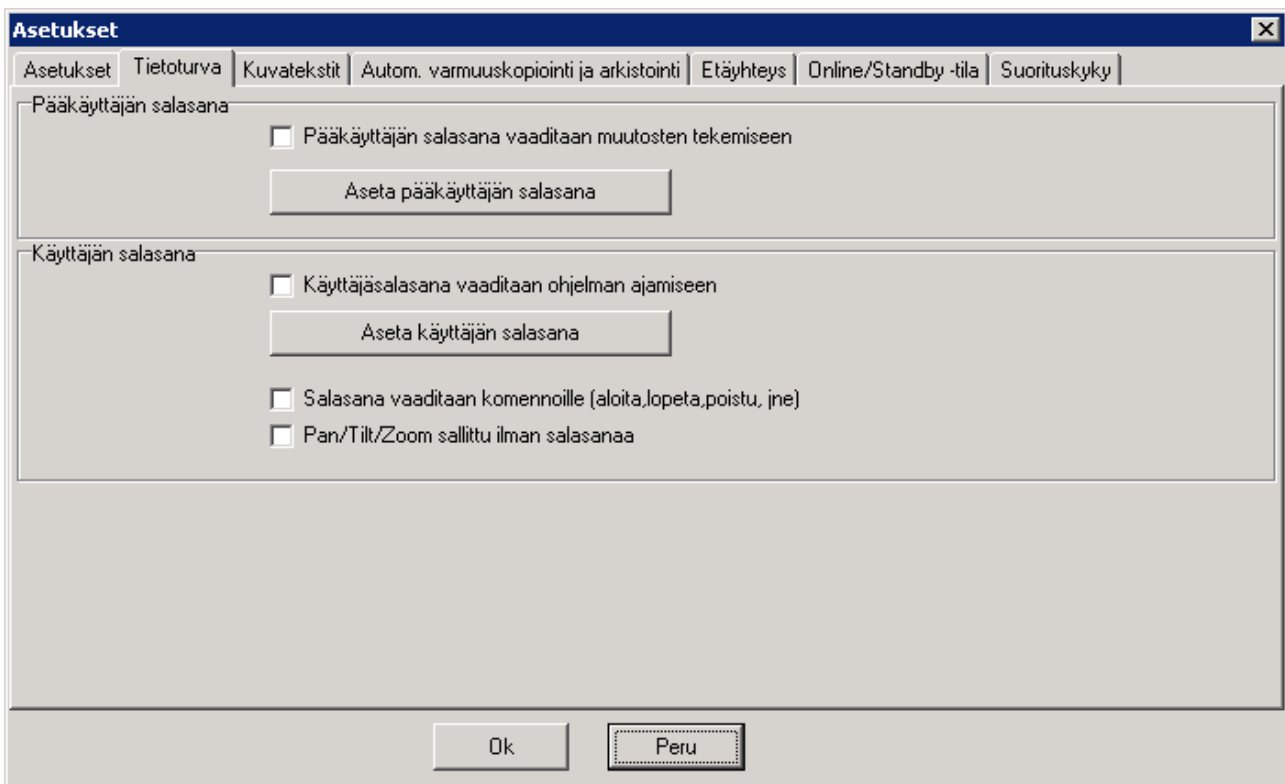 Asetukset
Asetukset Tietoturva Kuvatekstit Autom. varmuuskopiointi ja arkistointi Etäyhteys Online/Standby -tila Suorituskyky
Pääkäyttäjän salasana
Pääkäyttäjän salasana vaaditaan muutosten tekemiseen
Aseta pääkäyttäjän salasana
Käyttäjän salasana
Käyttäjäsalasana vaaditaan ohjelman ajamiseen
Aseta käyttäjän salasana
Salasana vaaditaan komennoille (aloita,lopeta,poistu, jne)
Pan/Tilt/Zoom sallittu ilman salasanaa
Ok Peru